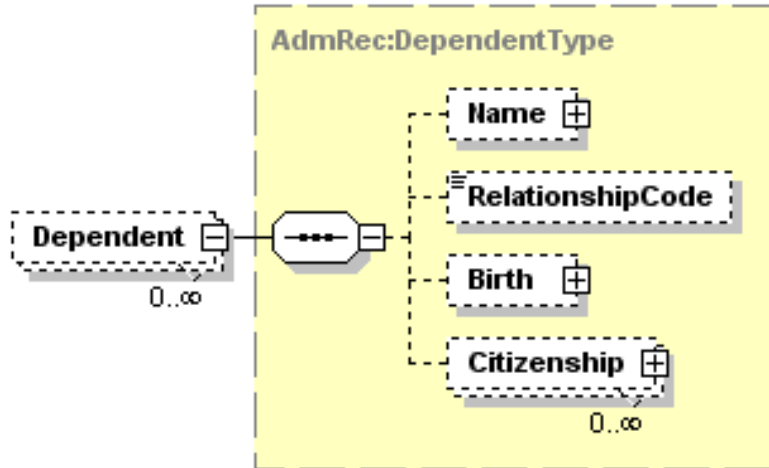 AdmRec:DependentType
Name
RelationshipCode
Dependent
0..∞
Birth
Citizenship
0..∞